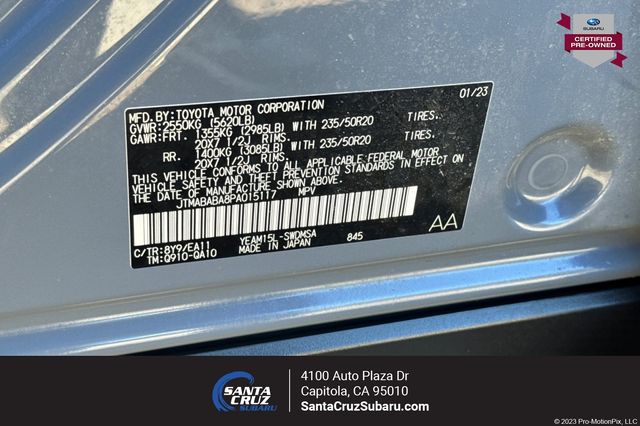 SUBARU
CERTIFIED
PRE-OWNED
MFD. BY: TOYOTA MOTOR CORPORATION 01/23
GVWR: 2550KG (5620LB)
GAWR: FRT. 1355KG (2985LB) WITH 235/50R20 TIRES.
20X7 1/2J RIMS.
RR. 1400KG (3085LB) WITH 235/50R20 TIRES.
20X7 1/2J RIMS.
THIS VEHICLE CONFORMS TO ALL APPLICABLE FEDERAL MOTOR
VEHICLE SAFETY AND THEFT PREVENTION STANDARDS IN EFFECT ON
THE DATE OF MANUFACTURE SHOWN ABOVE.
JTMABABA8PA015117 MPV
C/TR: 8Y9/EA11 YEAM15L-SWDMSA 845 AA
TM: Q910-QA10 MADE IN JAPAN
SANTA
CRUZ
SUBARU
4100 Auto Plaza Dr
Capitola, CA 95010
SantaCruzSubaru.com
© 2023 Pro-MotionPix, LLC